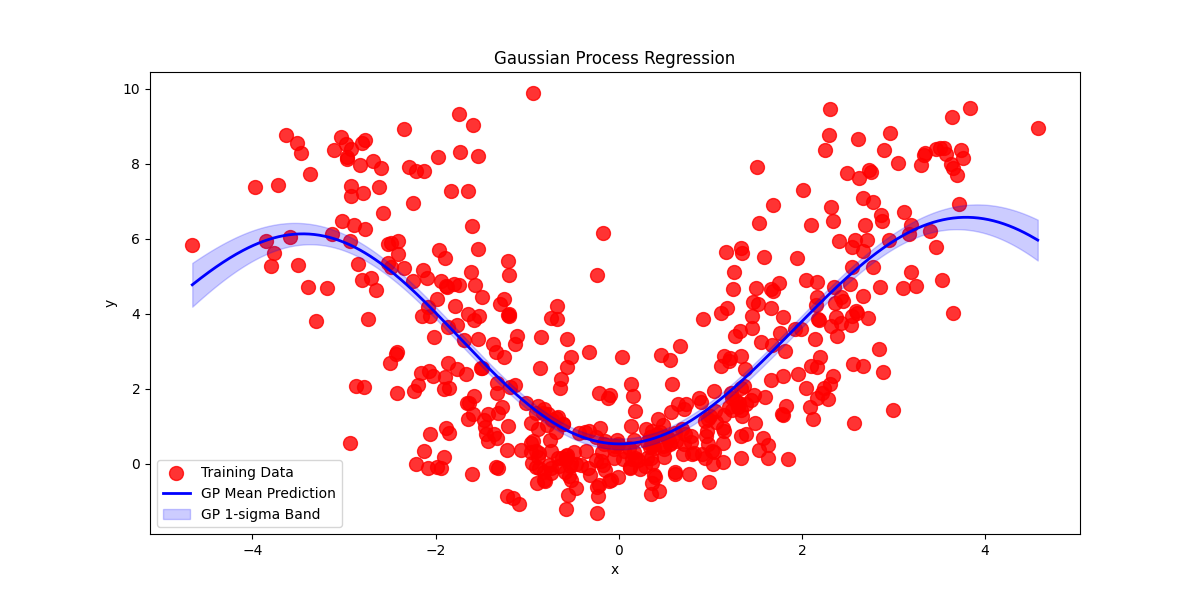 Gaussian Process Regression
10
8
6
4
2
0
y
Training Data
GP Mean Prediction
GP 1-sigma Band
−4
−2
0
2
4
x